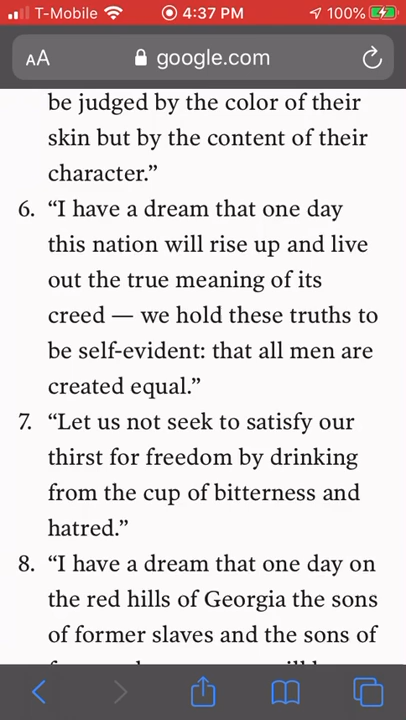 T-Mobile 4:37 PM 100%
AA google.com
be judged by the color of their
skin but by the content of their
character.”
6. “I have a dream that one day
this nation will rise up and live
out the true meaning of its
creed — we hold these truths to
be self-evident: that all men are
created equal.”
7. “Let us not seek to satisfy our
thirst for freedom by drinking
from the cup of bitterness and
hatred.”
8. “I have a dream that one day on
the red hills of Georgia the sons
of former slaves and the sons of